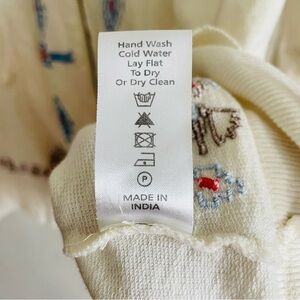 Hand Wash
Cold Water
Lay Flat
To Dry
Or Dry Clean
P
MADE IN
INDIA